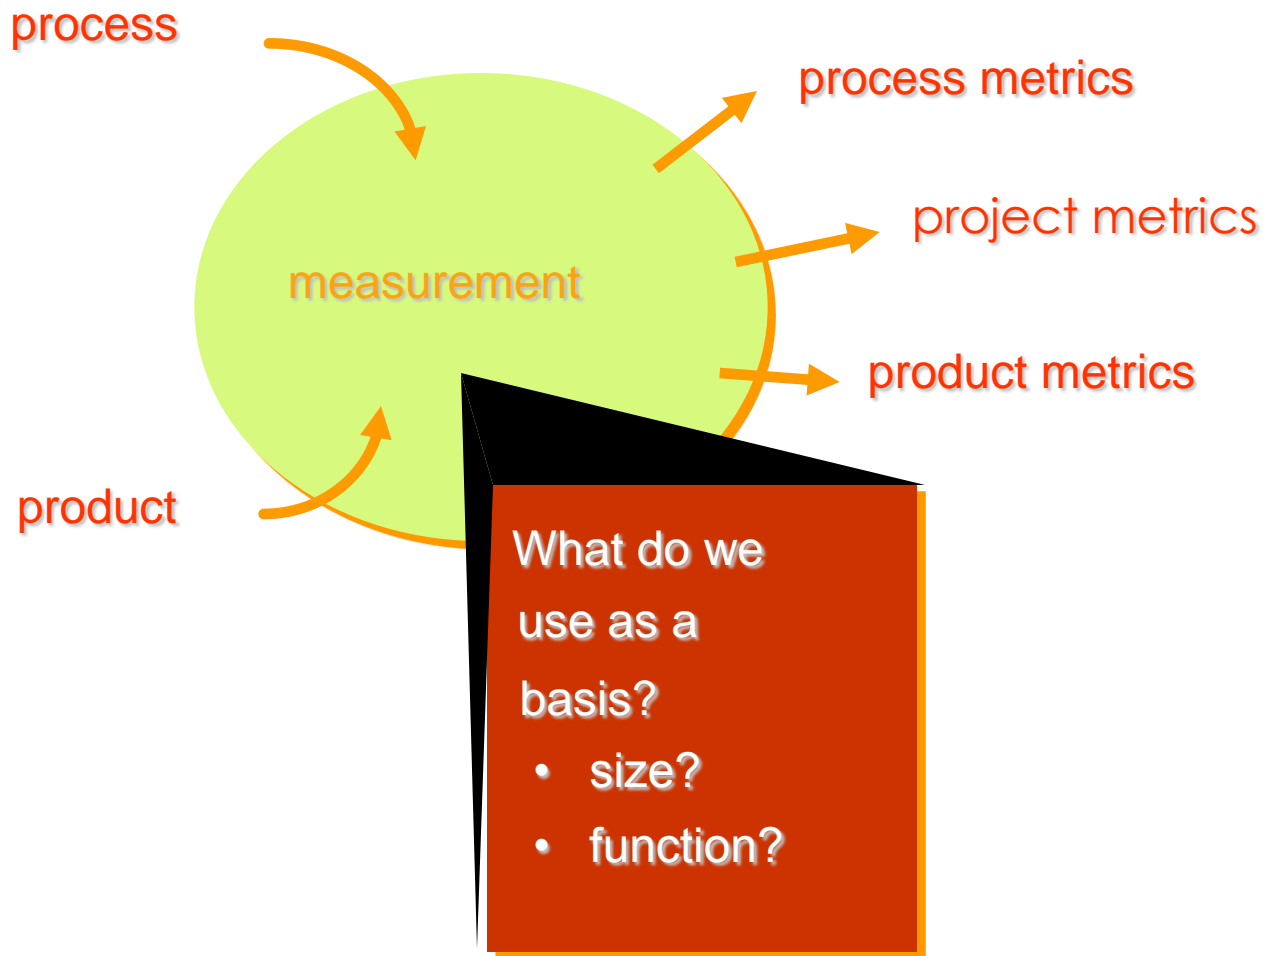 process
process metrics
project metrics
measurement
product metrics
product
What do we
use as a
basis?
• size?
• function?